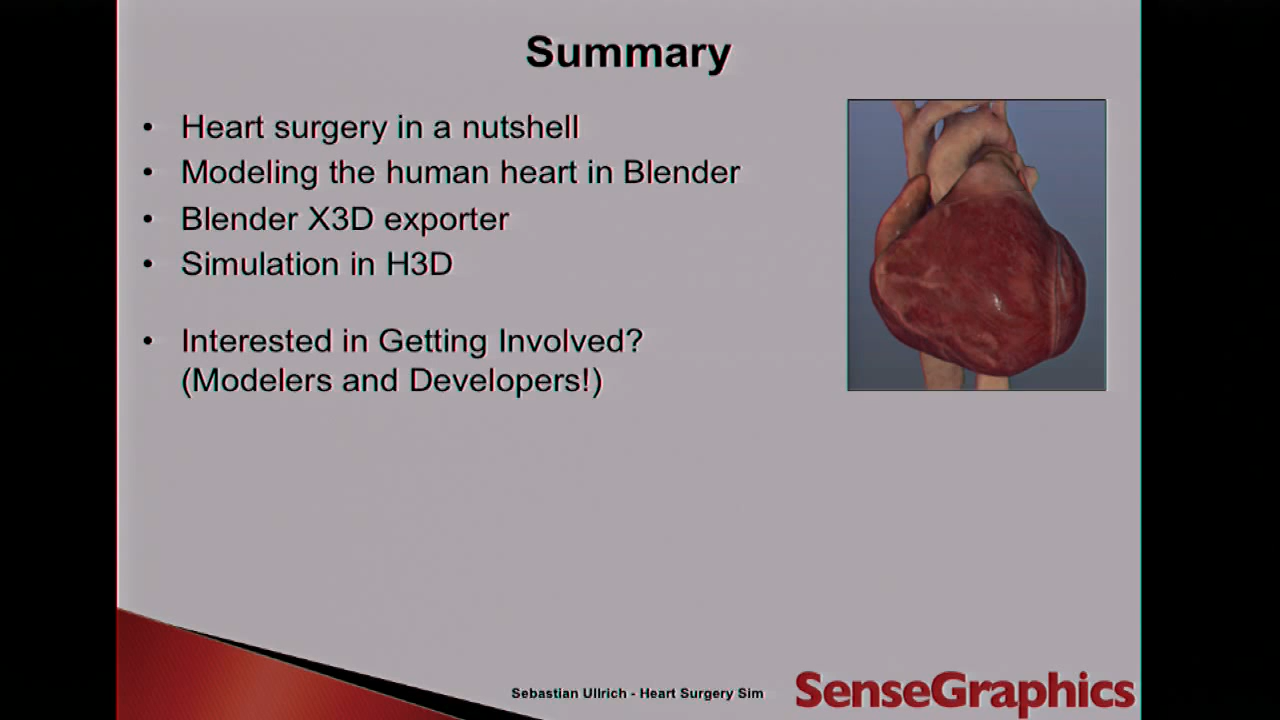 Summary
• Heart surgery in a nutshell
• Modeling the human heart in Blender
• Blender X3D exporter
• Simulation in H3D
• Interested in Getting Involved?
(Modelers and Developers!)
Sebastian Ullrich - Heart Surgery Sim
SenseGraphics